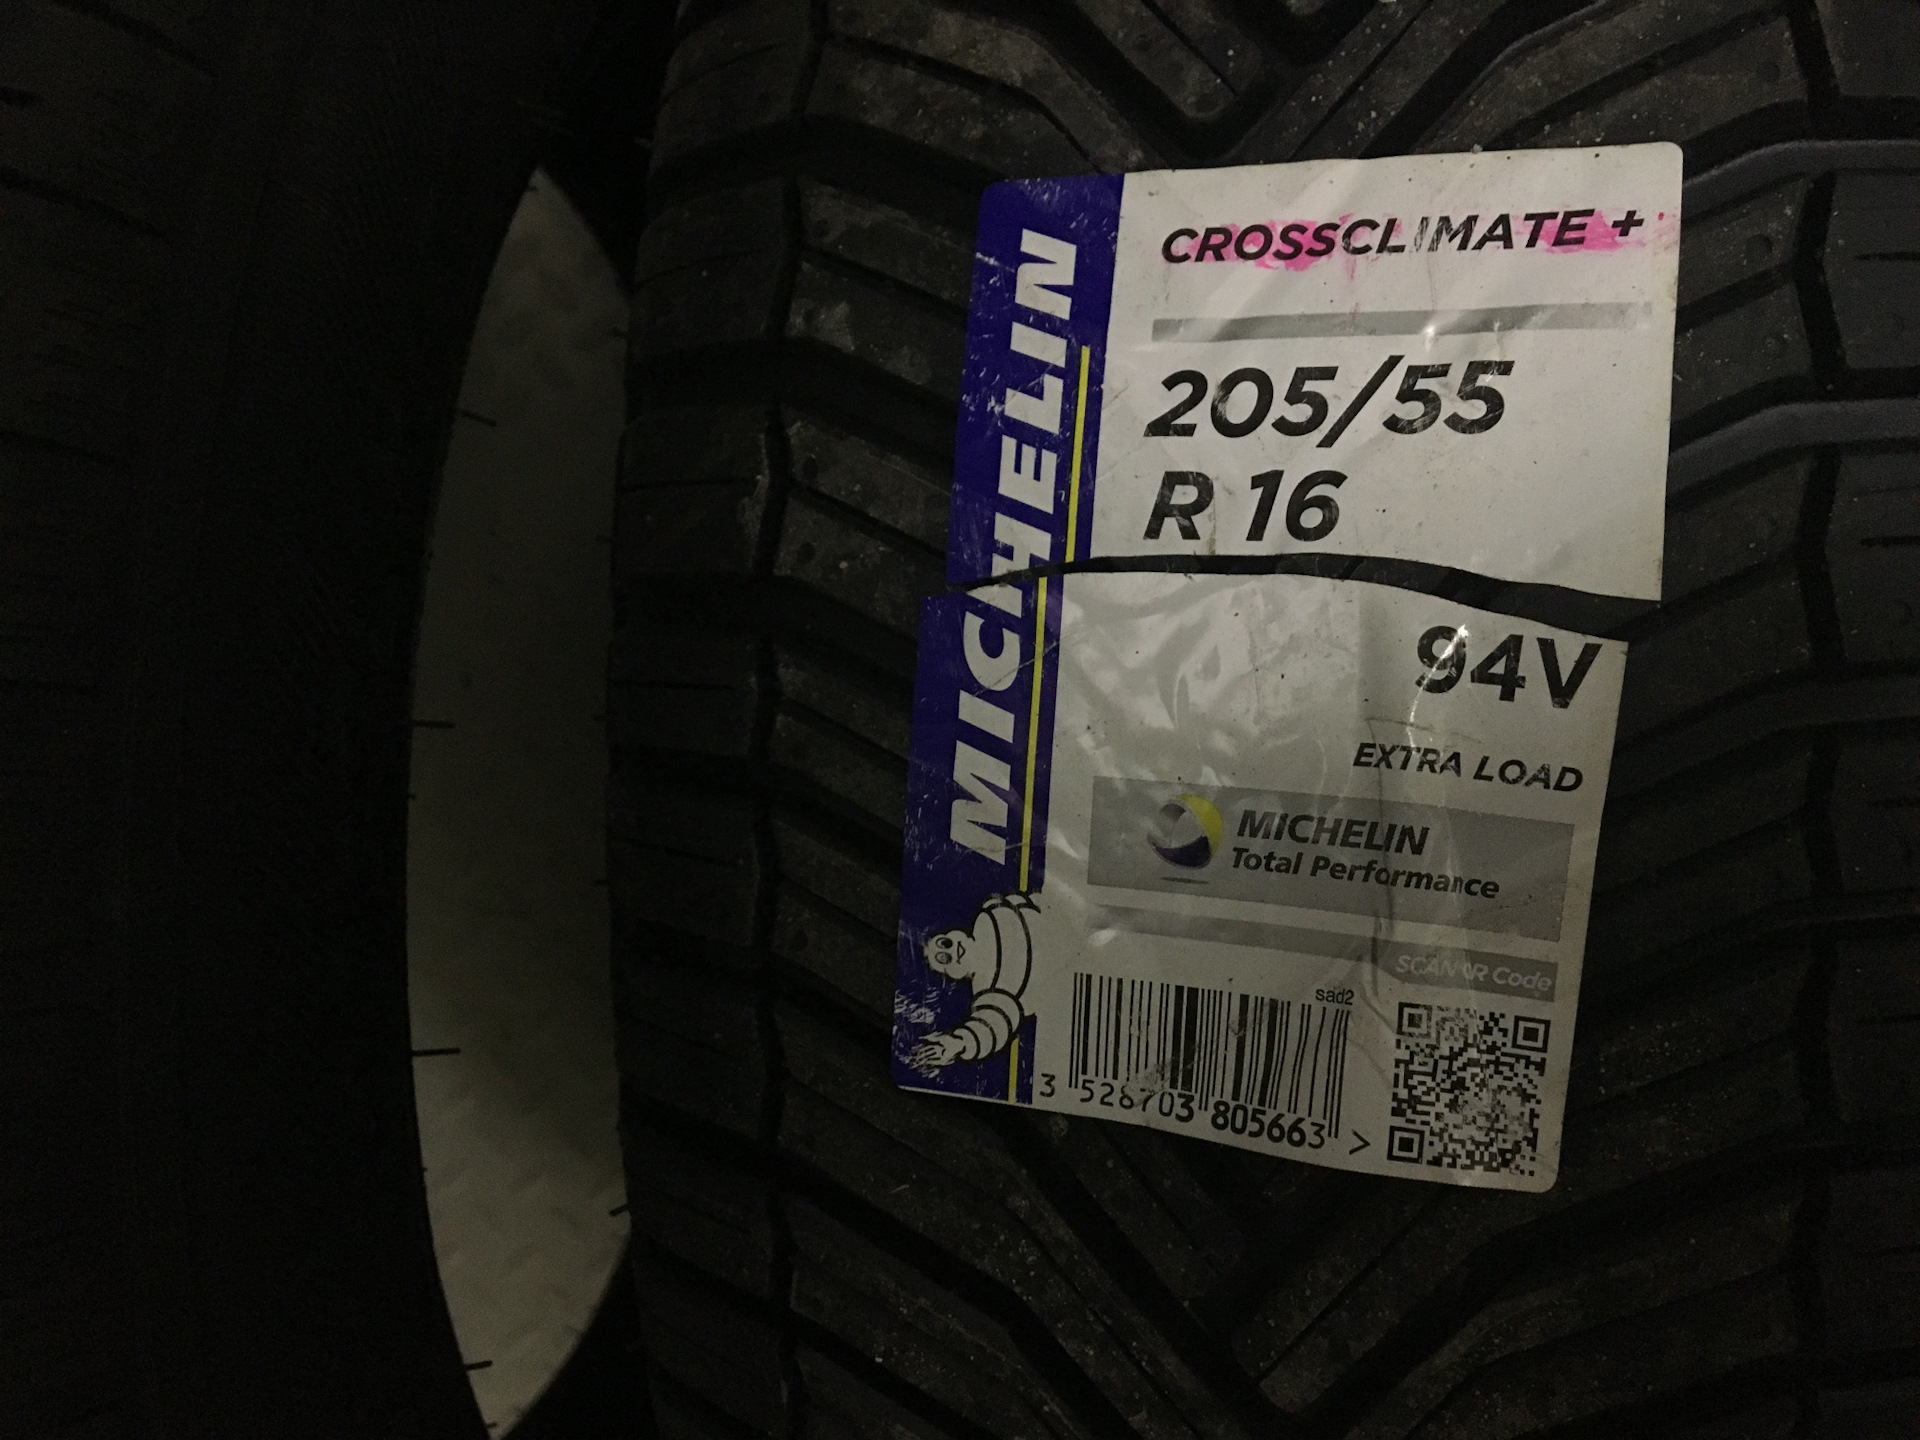 MICHELIN
CROSSCLIMATE +
205/55
R 16
94V
EXTRA LOAD
MICHELIN
Total Performance
SCAN QR Code
sad2
3 528703 805663 >